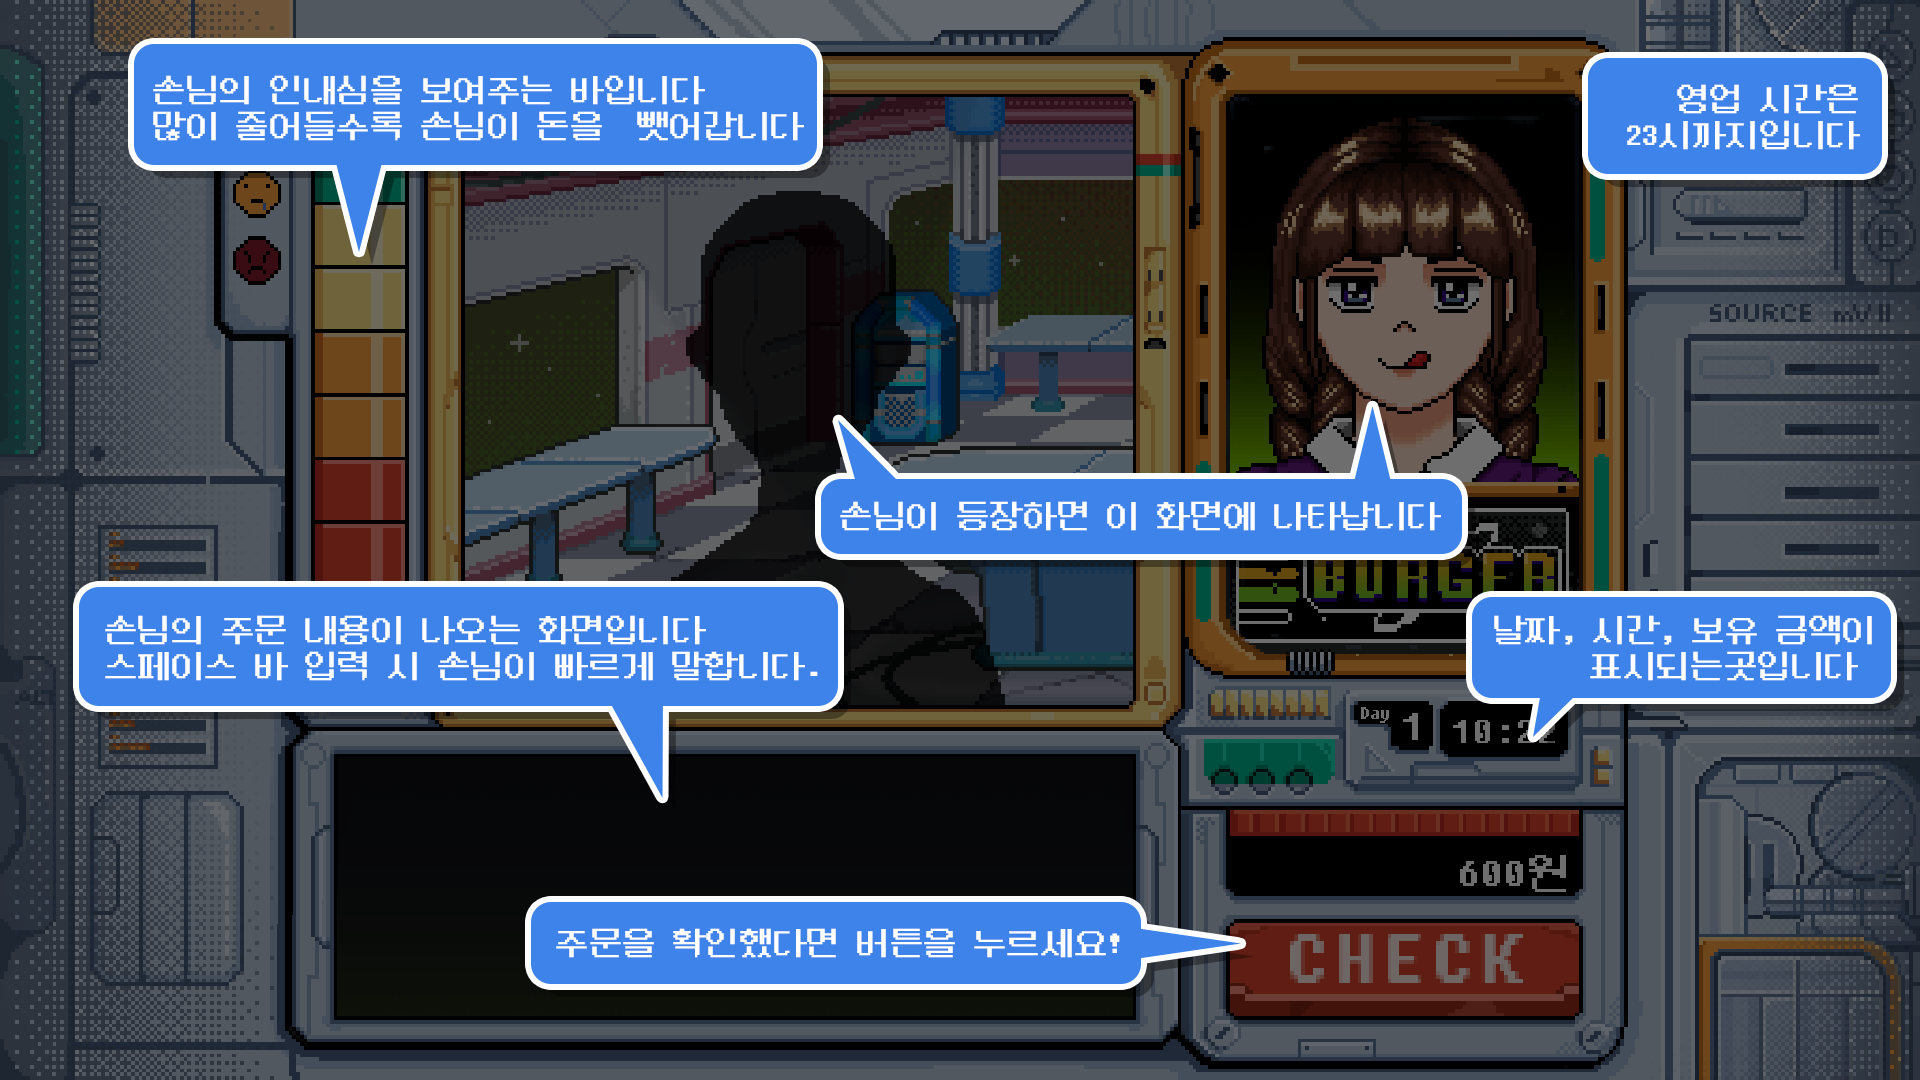 손님의 인내심을 보여주는 바입니다
많이 줄어들수록 손님이 돈을 뺏어갑니다
영업 시간은
23시까지입니다
SOURCE
손님이 등장하면 이 화면에 나타납니다
BURGER
손님의 주문 내용이 나오는 화면입니다
스페이스 바 입력 시 손님이 빠르게 말합니다.
날짜, 시간, 보유 금액이
표시되는곳입니다
Day 1 10:22
600원
주문을 확인했다면 버튼을 누르세요!
CHECK